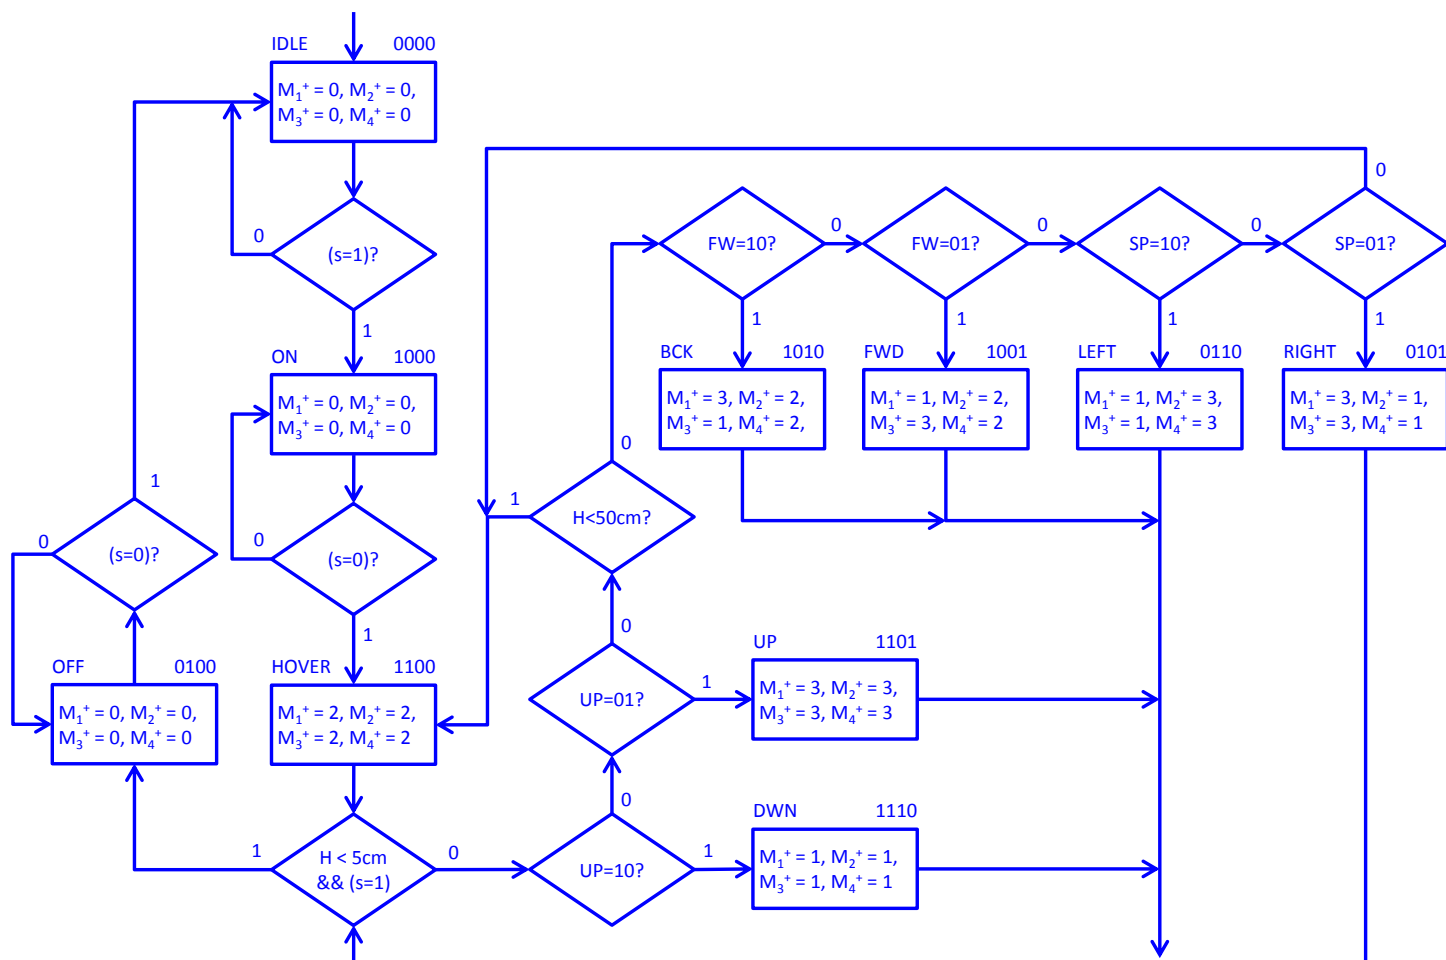 IDLE 0000
M₁⁺ = 0, M₂⁺ = 0,
M₃⁺ = 0, M₄⁺ = 0
(s=1)?
0
1
ON 1000
M₁⁺ = 0, M₂⁺ = 0,
M₃⁺ = 0, M₄⁺ = 0
(s=0)?
0
1
(s=0)?
0
1
OFF 0100
M₁⁺ = 0, M₂⁺ = 0,
M₃⁺ = 0, M₄⁺ = 0
HOVER 1100
M₁⁺ = 2, M₂⁺ = 2,
M₃⁺ = 2, M₄⁺ = 2
H < 5cm
&& (s=1)
1
0
UP=10?
0
1
DWN 1110
M₁⁺ = 1, M₂⁺ = 1,
M₃⁺ = 1, M₄⁺ = 1
UP=01?
0
1
UP 1101
M₁⁺ = 3, M₂⁺ = 3,
M₃⁺ = 3, M₄⁺ = 3
H<50cm?
1
0
FW=10?
0
1
BCK 1010
M₁⁺ = 3, M₂⁺ = 2,
M₃⁺ = 1, M₄⁺ = 2,
FW=01?
0
1
FWD 1001
M₁⁺ = 1, M₂⁺ = 2,
M₃⁺ = 3, M₄⁺ = 2
SP=10?
0
1
LEFT 0110
M₁⁺ = 1, M₂⁺ = 3,
M₃⁺ = 1, M₄⁺ = 3
SP=01?
0
1
RIGHT 0101
M₁⁺ = 3, M₂⁺ = 1,
M₃⁺ = 3, M₄⁺ = 1